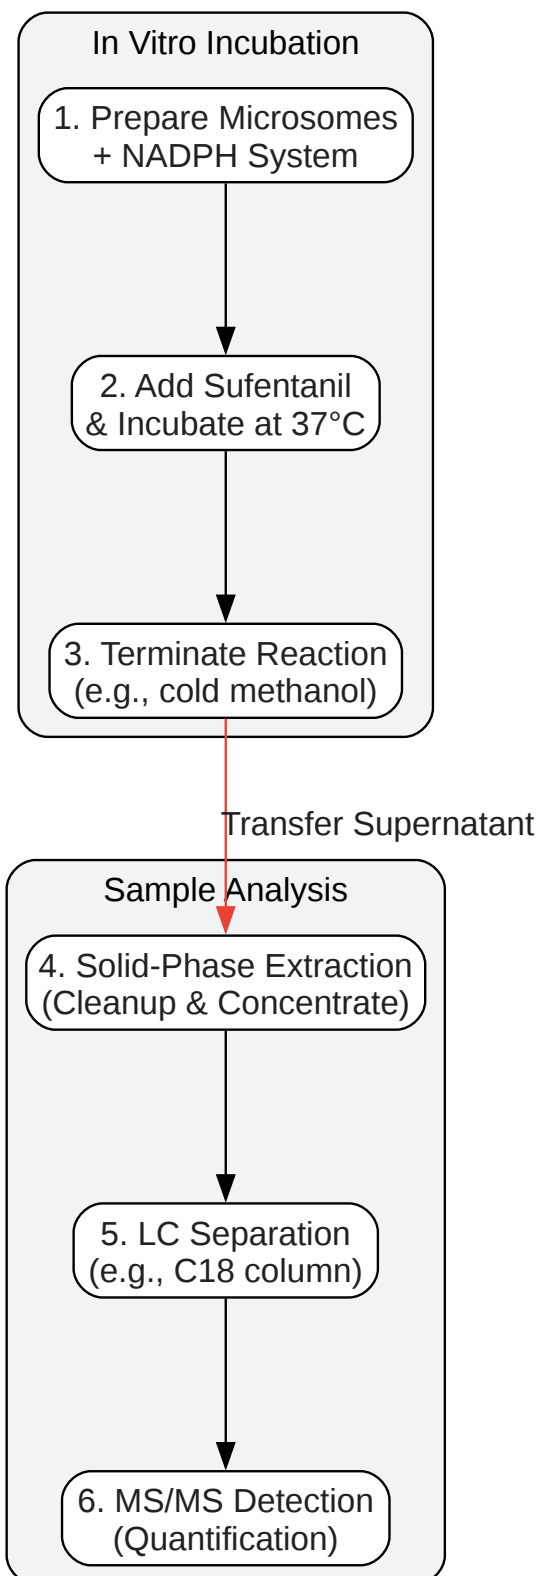 In Vitro Incubation
1. Prepare Microsomes
+ NADPH System
2. Add Sufentanil
& Incubate at 37°C
3. Terminate Reaction
(e.g., cold methanol)
Transfer Supernatant
Sample Analysis
4. Solid-Phase Extraction
(Cleanup & Concentrate)
5. LC Separation
(e.g., C18 column)
6. MS/MS Detection
(Quantification)